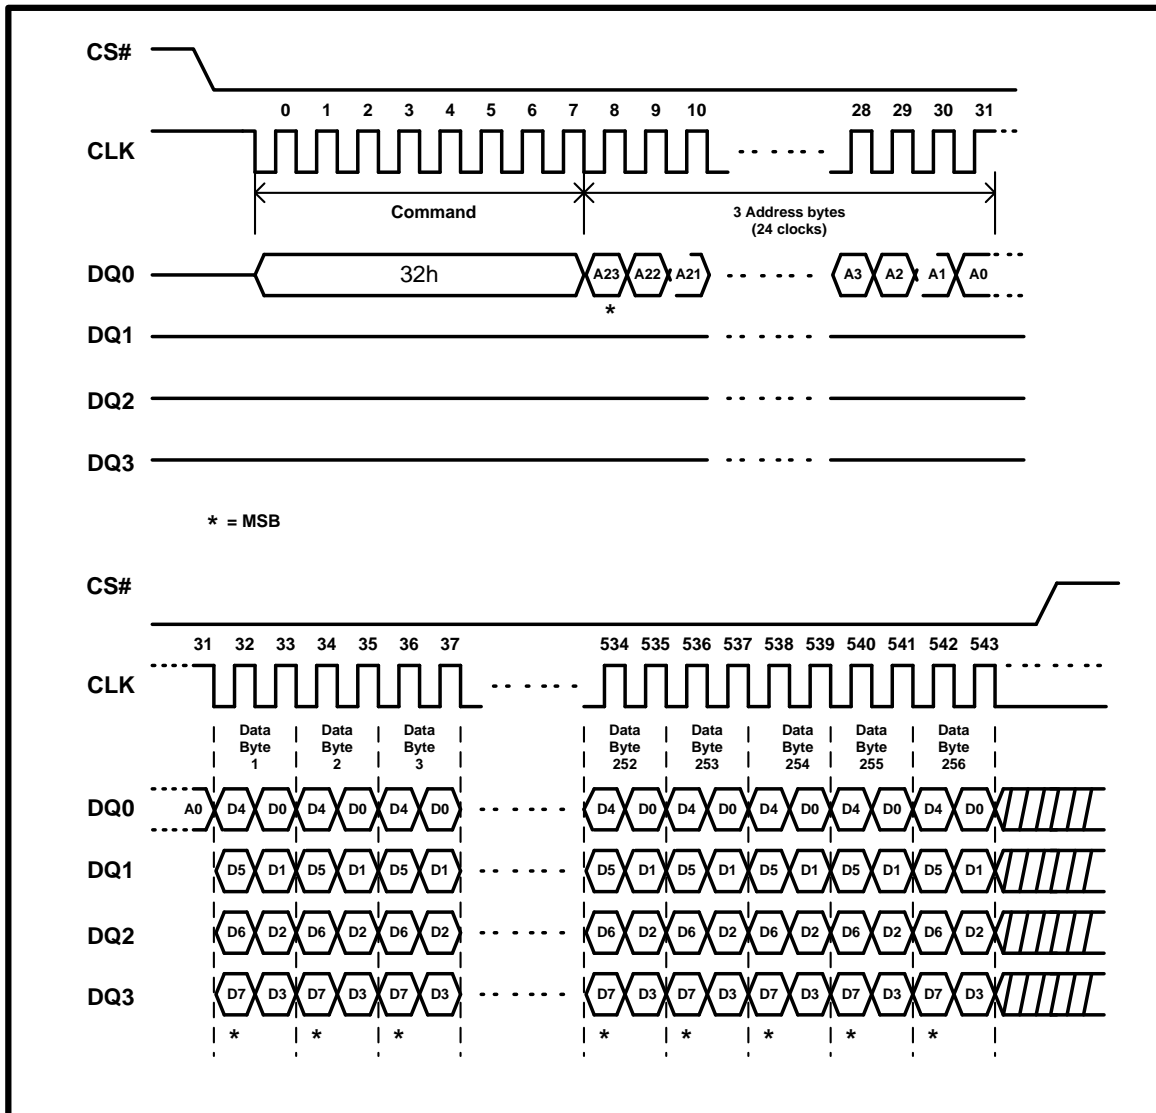 CS#
0 1 2 3 4 5 6 7 8 9 10 28 29 30 31
CLK
Command
3 Address bytes
(24 clocks)
DQ0 32h A23 A22 A21 A3 A2 A1 A0
*
DQ1
DQ2
DQ3
* = MSB
CS#
31 32 33 34 35 36 37 534 535 536 537 538 539 540 541 542 543
CLK
Data Data Data Data Data Data Data Data
Byte Byte Byte Byte Byte Byte Byte Byte
1 2 3 252 253 254 255 256
DQ0 A0 D4 D0 D4 D0 D4 D0 D4 D0 D4 D0 D4 D0 D4 D0 D4 D0
DQ1 D5 D1 D5 D1 D5 D1 D5 D1 D5 D1 D5 D1 D5 D1 D5 D1
DQ2 D6 D2 D6 D2 D6 D2 D6 D2 D6 D2 D6 D2 D6 D2 D6 D2
DQ3 D7 D3 D7 D3 D7 D3 D7 D3 D7 D3 D7 D3 D7 D3 D7 D3
* * * * * * * *